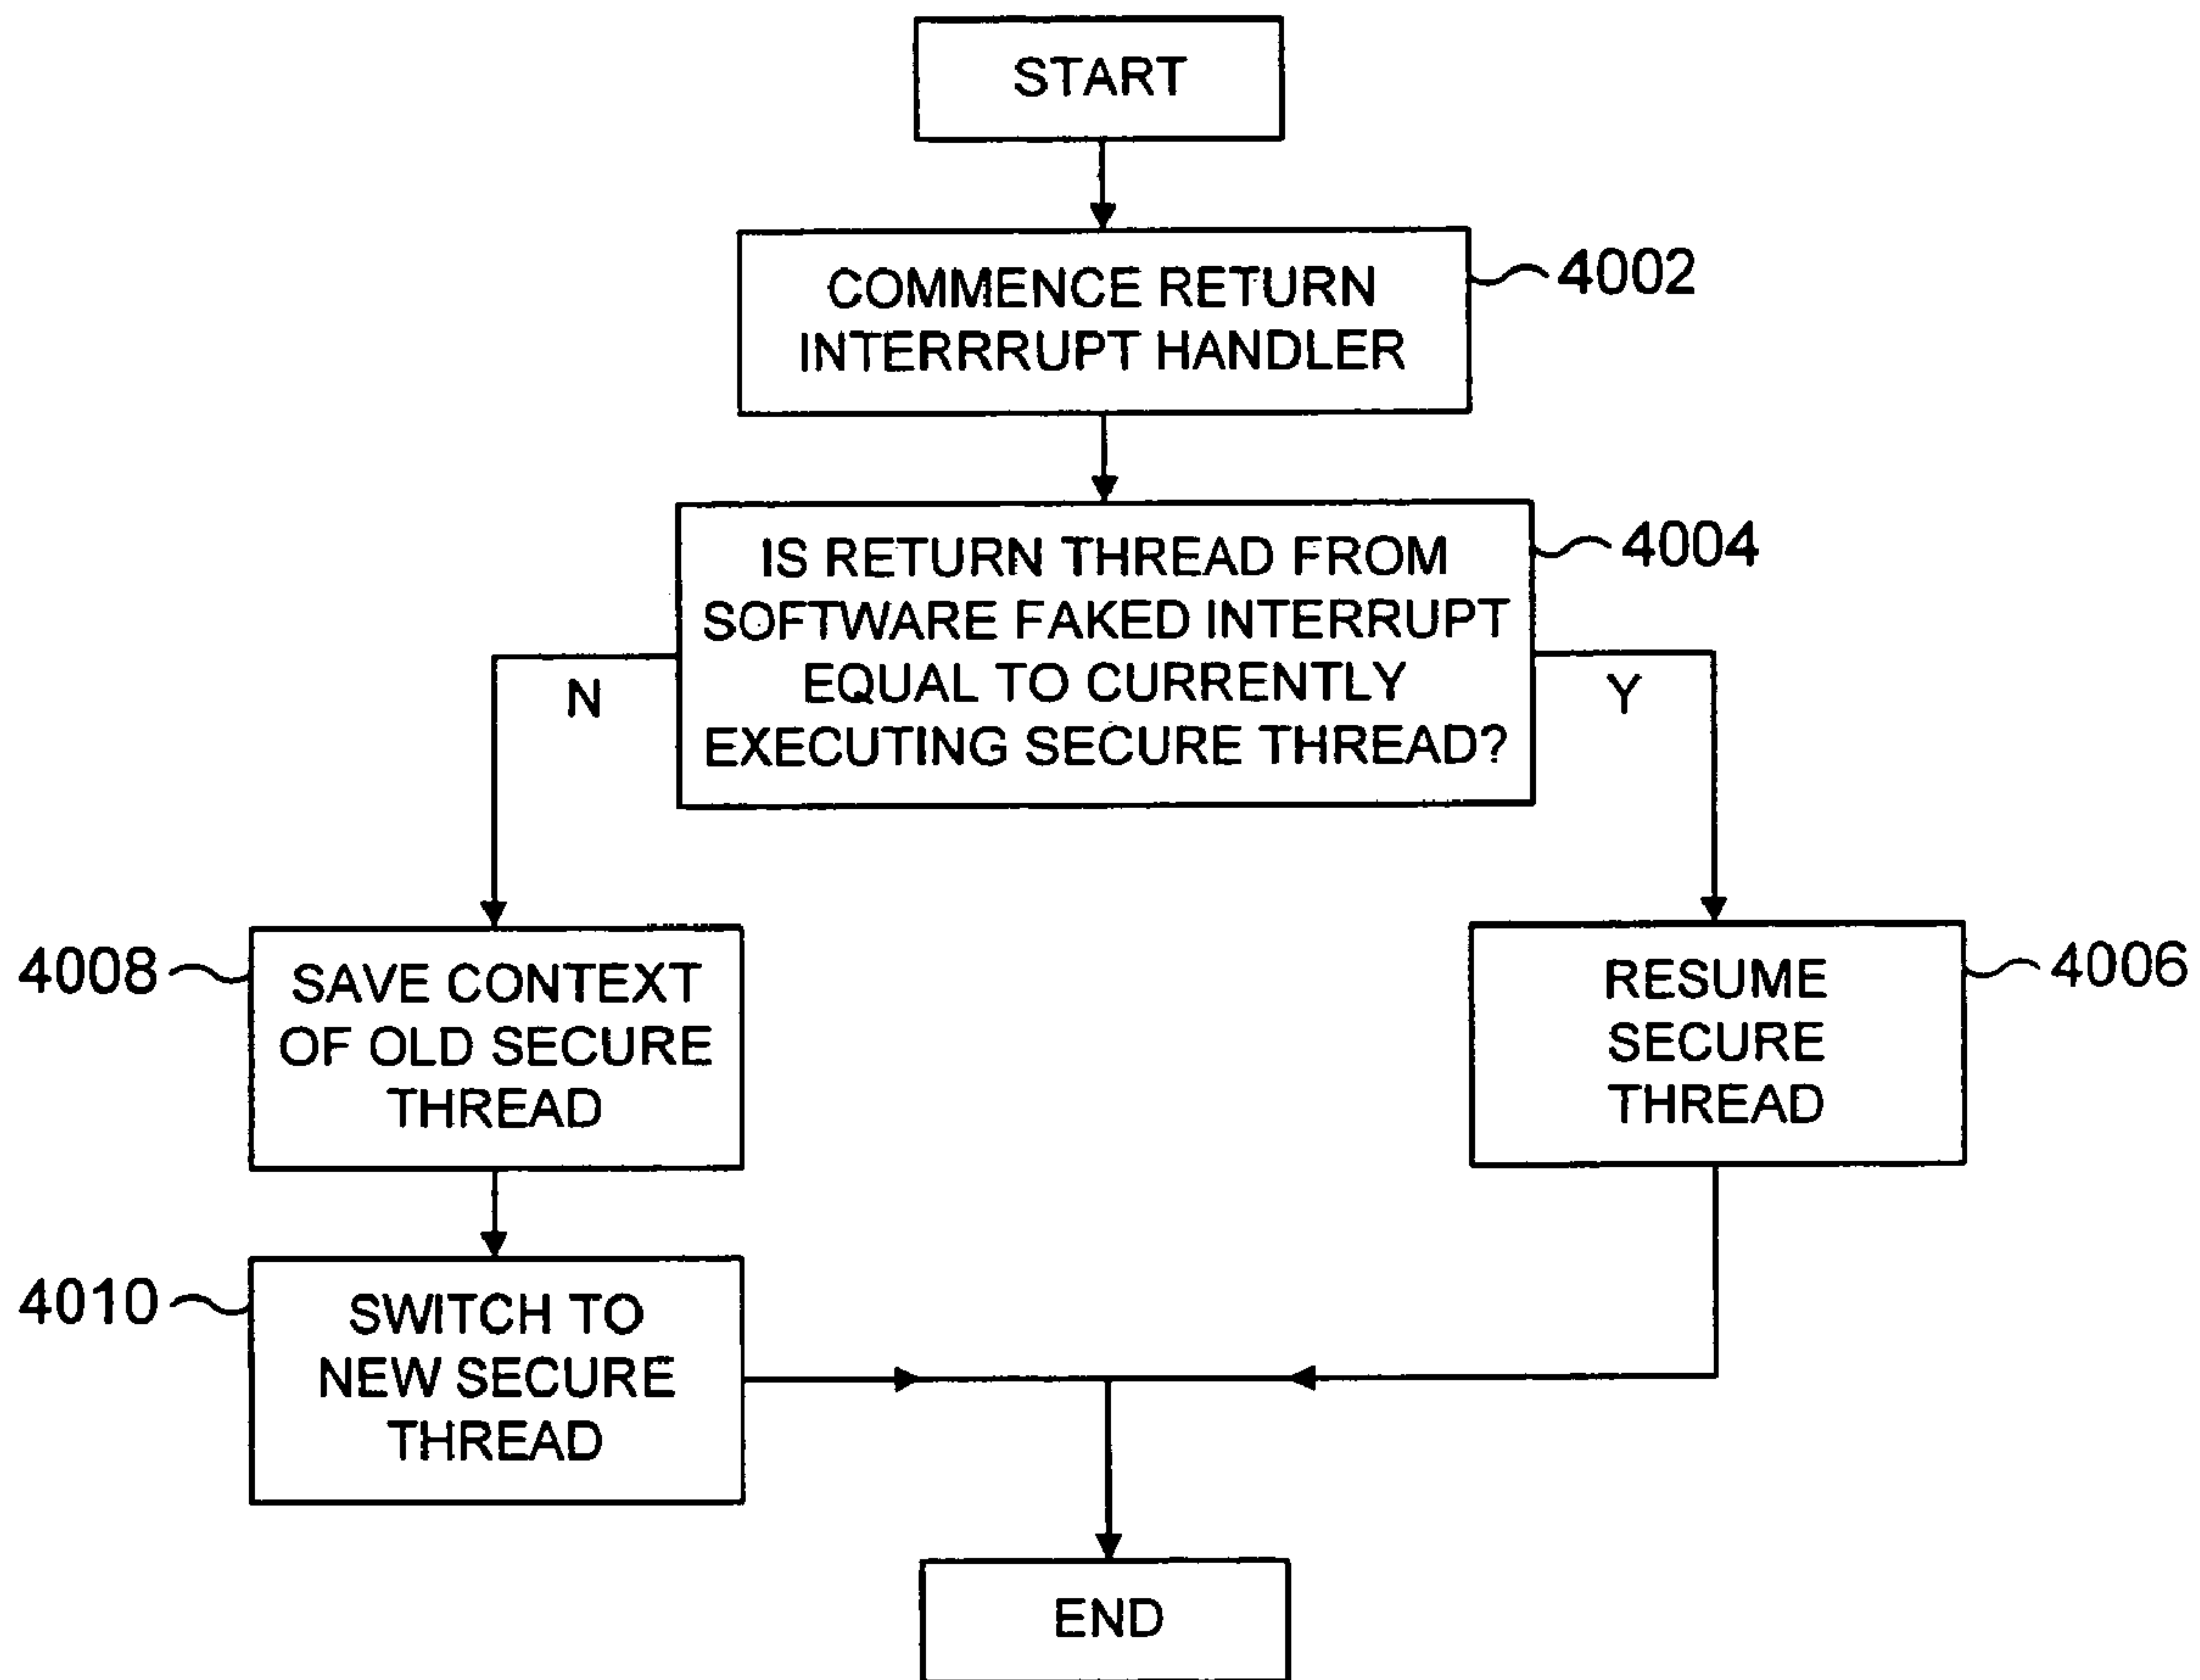 START
COMMENCE RETURN
INTERRRUPT HANDLER
4002
IS RETURN THREAD FROM
SOFTWARE FAKED INTERRUPT
EQUAL TO CURRENTLY
EXECUTING SECURE THREAD?
4004
N
Y
4008
SAVE CONTEXT
OF OLD SECURE
THREAD
RESUME
SECURE
THREAD
4006
4010
SWITCH TO
NEW SECURE
THREAD
END